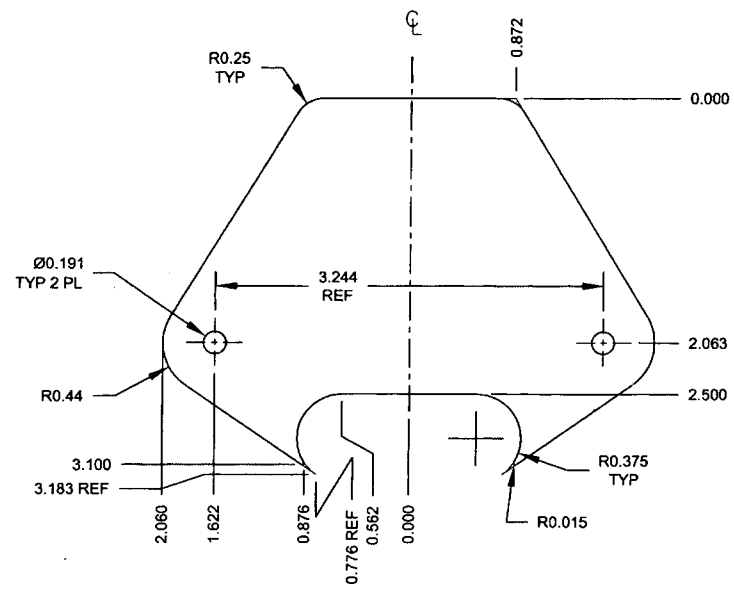 ℄
0.872
R0.25
TYP
0.000
Ø0.191
TYP 2 PL
3.244
REF
2.063
R0.44
2.500
3.100
3.183 REF
R0.375
TYP
R0.015
2.060
1.622
0.876
0.776 REF
0.562
0.000